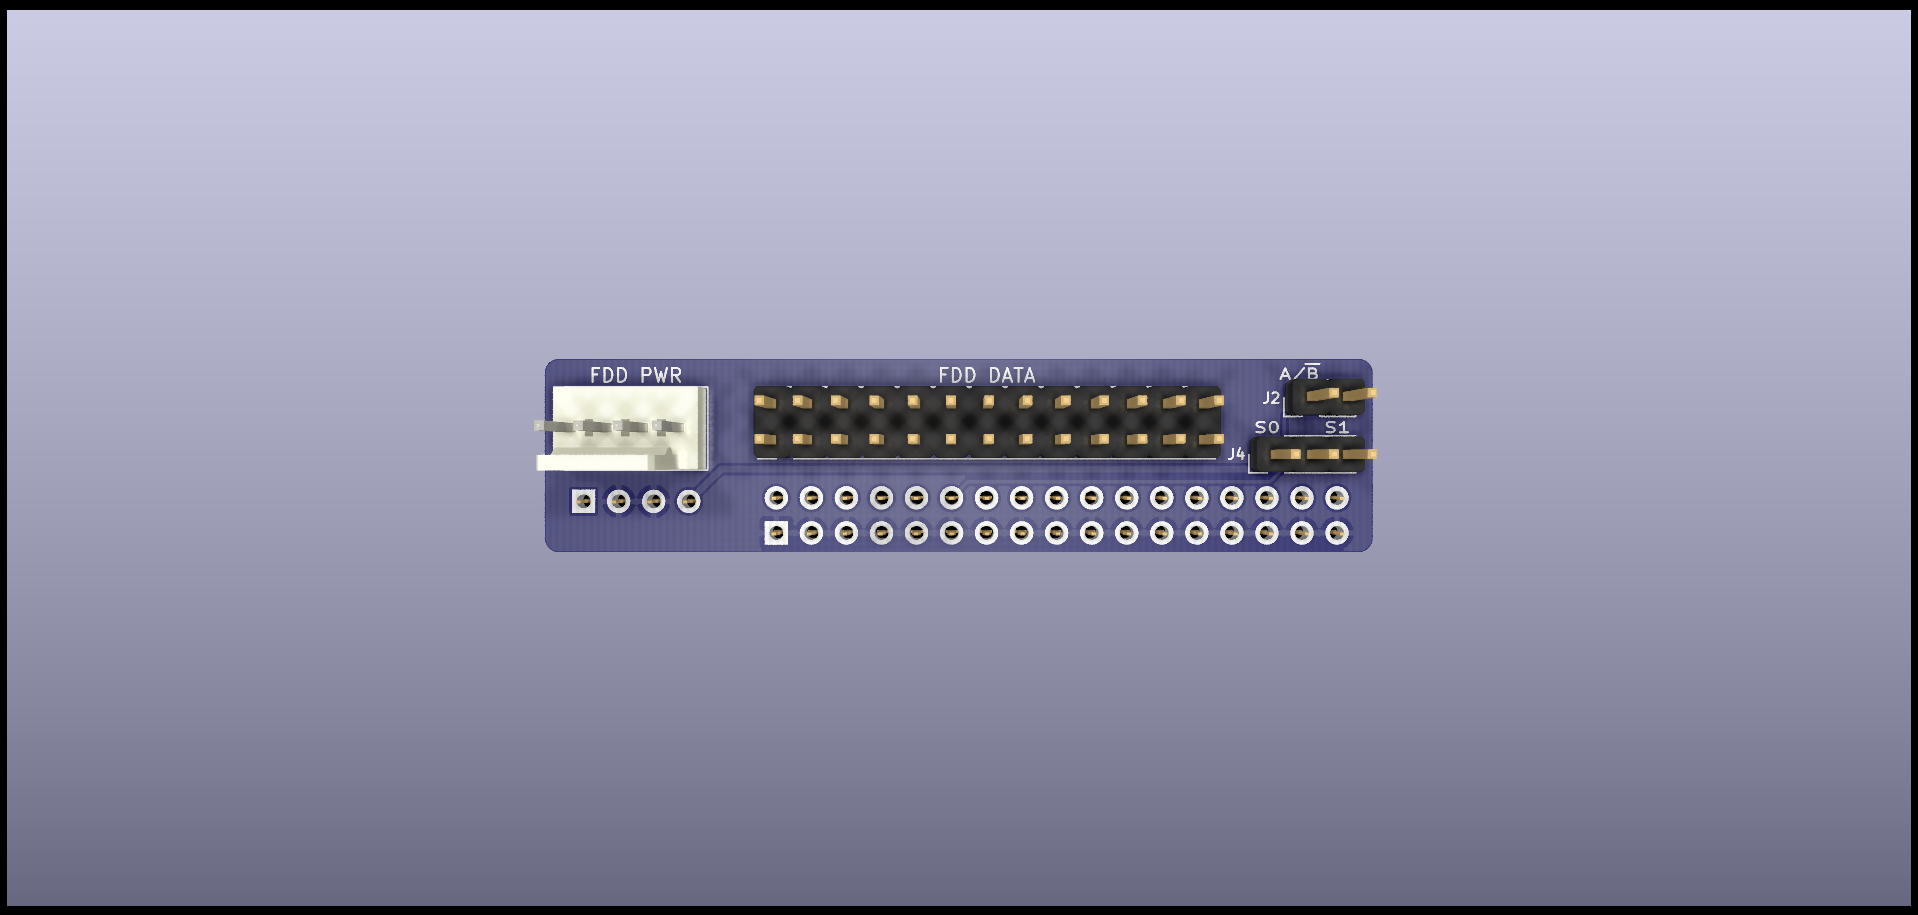 FDD PWR
FDD DATA
A/B̅
J2
S0 S1
J4